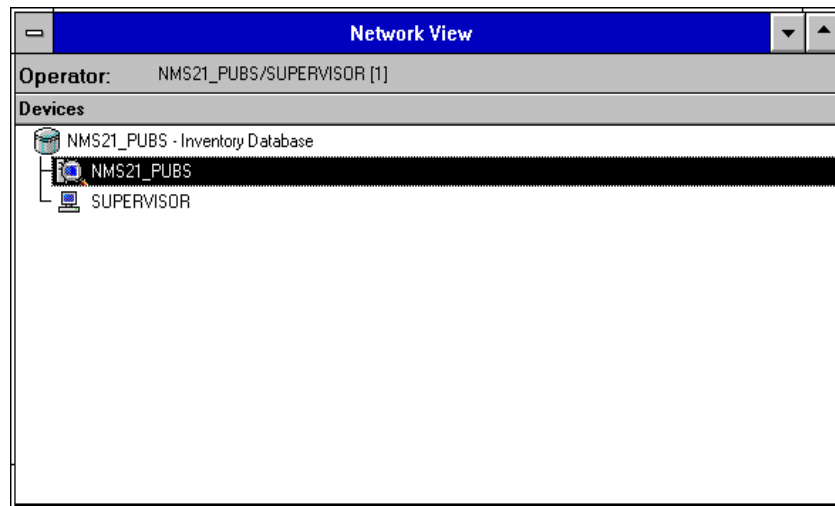 Network View
Operator: NMS21_PUBS/SUPERVISOR [1]
Devices
NMS21_PUBS - Inventory Database
NMS21_PUBS
SUPERVISOR